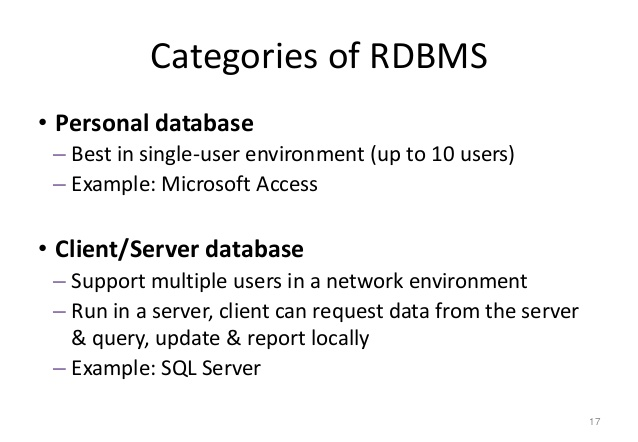 Categories of RDBMS
• Personal database
– Best in single-user environment (up to 10 users)
– Example: Microsoft Access
• Client/Server database
– Support multiple users in a network environment
– Run in a server, client can request data from the server
& query, update & report locally
– Example: SQL Server
17